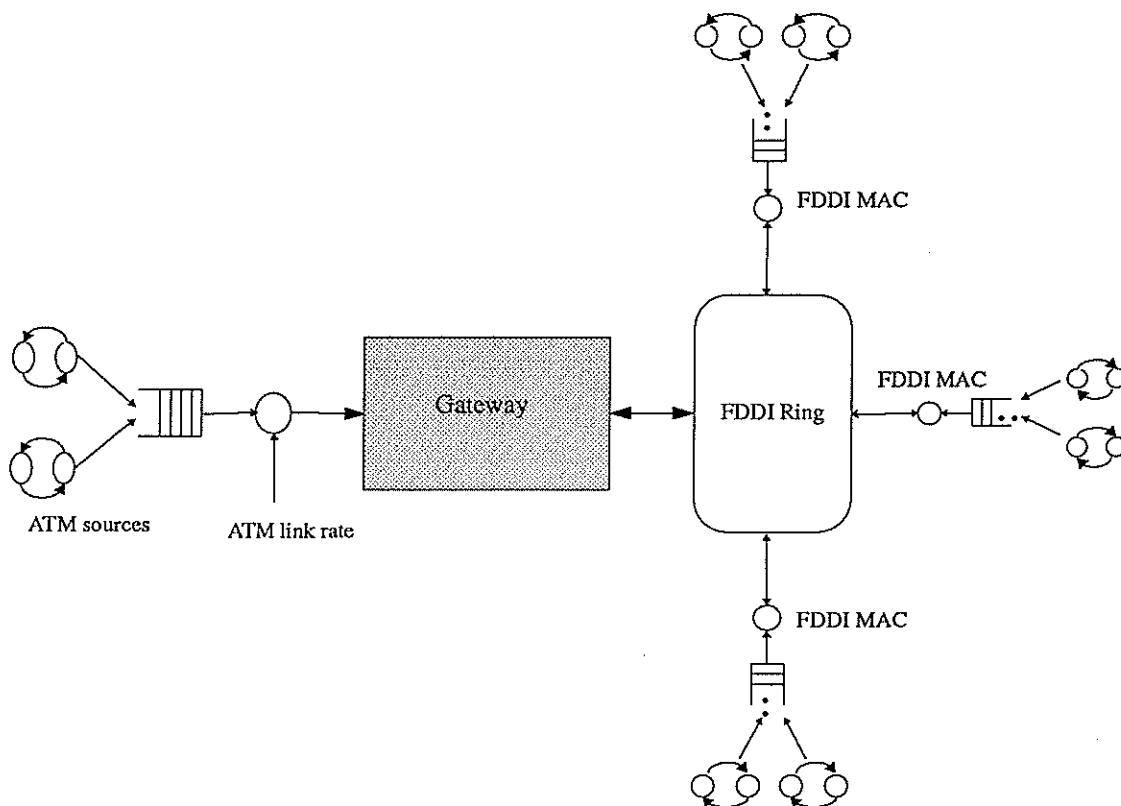 FDDI MAC
FDDI MAC
Gateway
FDDI Ring
ATM sources
ATM link rate
FDDI MAC